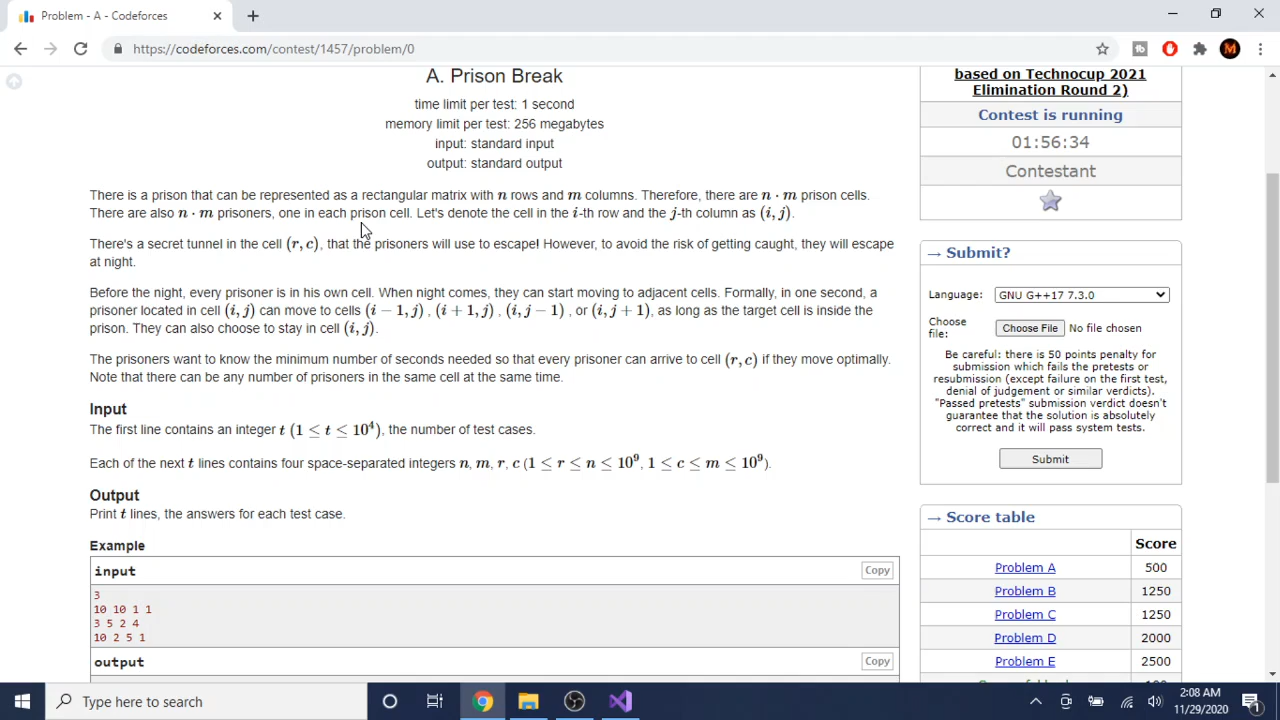 Problem - A - Codeforces
https://codeforces.com/contest/1457/problem/0
M
A. Prison Break
time limit per test: 1 second
memory limit per test: 256 megabytes
input: standard input
output: standard output
There is a prison that can be represented as a rectangular matrix with n rows and m columns. Therefore, there are n · m prison cells.
There are also n · m prisoners, one in each prison cell. Let's denote the cell in the i-th row and the j-th column as (i, j).
There's a secret tunnel in the cell (r, c), that the prisoners will use to escape! However, to avoid the risk of getting caught, they will escape
at night.
Before the night, every prisoner is in his own cell. When night comes, they can start moving to adjacent cells. Formally, in one second, a
prisoner located in cell (i, j) can move to cells (i − 1, j) , (i + 1, j) , (i, j − 1) , or (i, j + 1), as long as the target cell is inside the
prison. They can also choose to stay in cell (i, j).
The prisoners want to know the minimum number of seconds needed so that every prisoner can arrive to cell (r, c) if they move optimally.
Note that there can be any number of prisoners in the same cell at the same time.
Input
The first line contains an integer t (1 ≤ t ≤ 10⁴), the number of test cases.
Each of the next t lines contains four space-separated integers n, m, r, c (1 ≤ r ≤ n ≤ 10⁹, 1 ≤ c ≤ m ≤ 10⁹).
Output
Print t lines, the answers for each test case.
Example
input
Copy
3
10 10 1 1
3 5 2 4
10 2 5 1
output
Copy
based on Technocup 2021
Elimination Round 2)
Contest is running
01:56:34
Contestant
→ Submit?
Language: GNU G++17 7.3.0
Choose
file: Choose File No file chosen
Be careful: there is 50 points penalty for
submission which fails the pretests or
resubmission (except failure on the first test,
denial of judgement or similar verdicts).
"Passed pretests" submission verdict doesn't
guarantee that the solution is absolutely
correct and it will pass system tests.
Submit
→ Score table
Score
Problem A 500
Problem B 1250
Problem C 1250
Problem D 2000
Problem E 2500
Type here to search
2:08 AM
11/29/2020